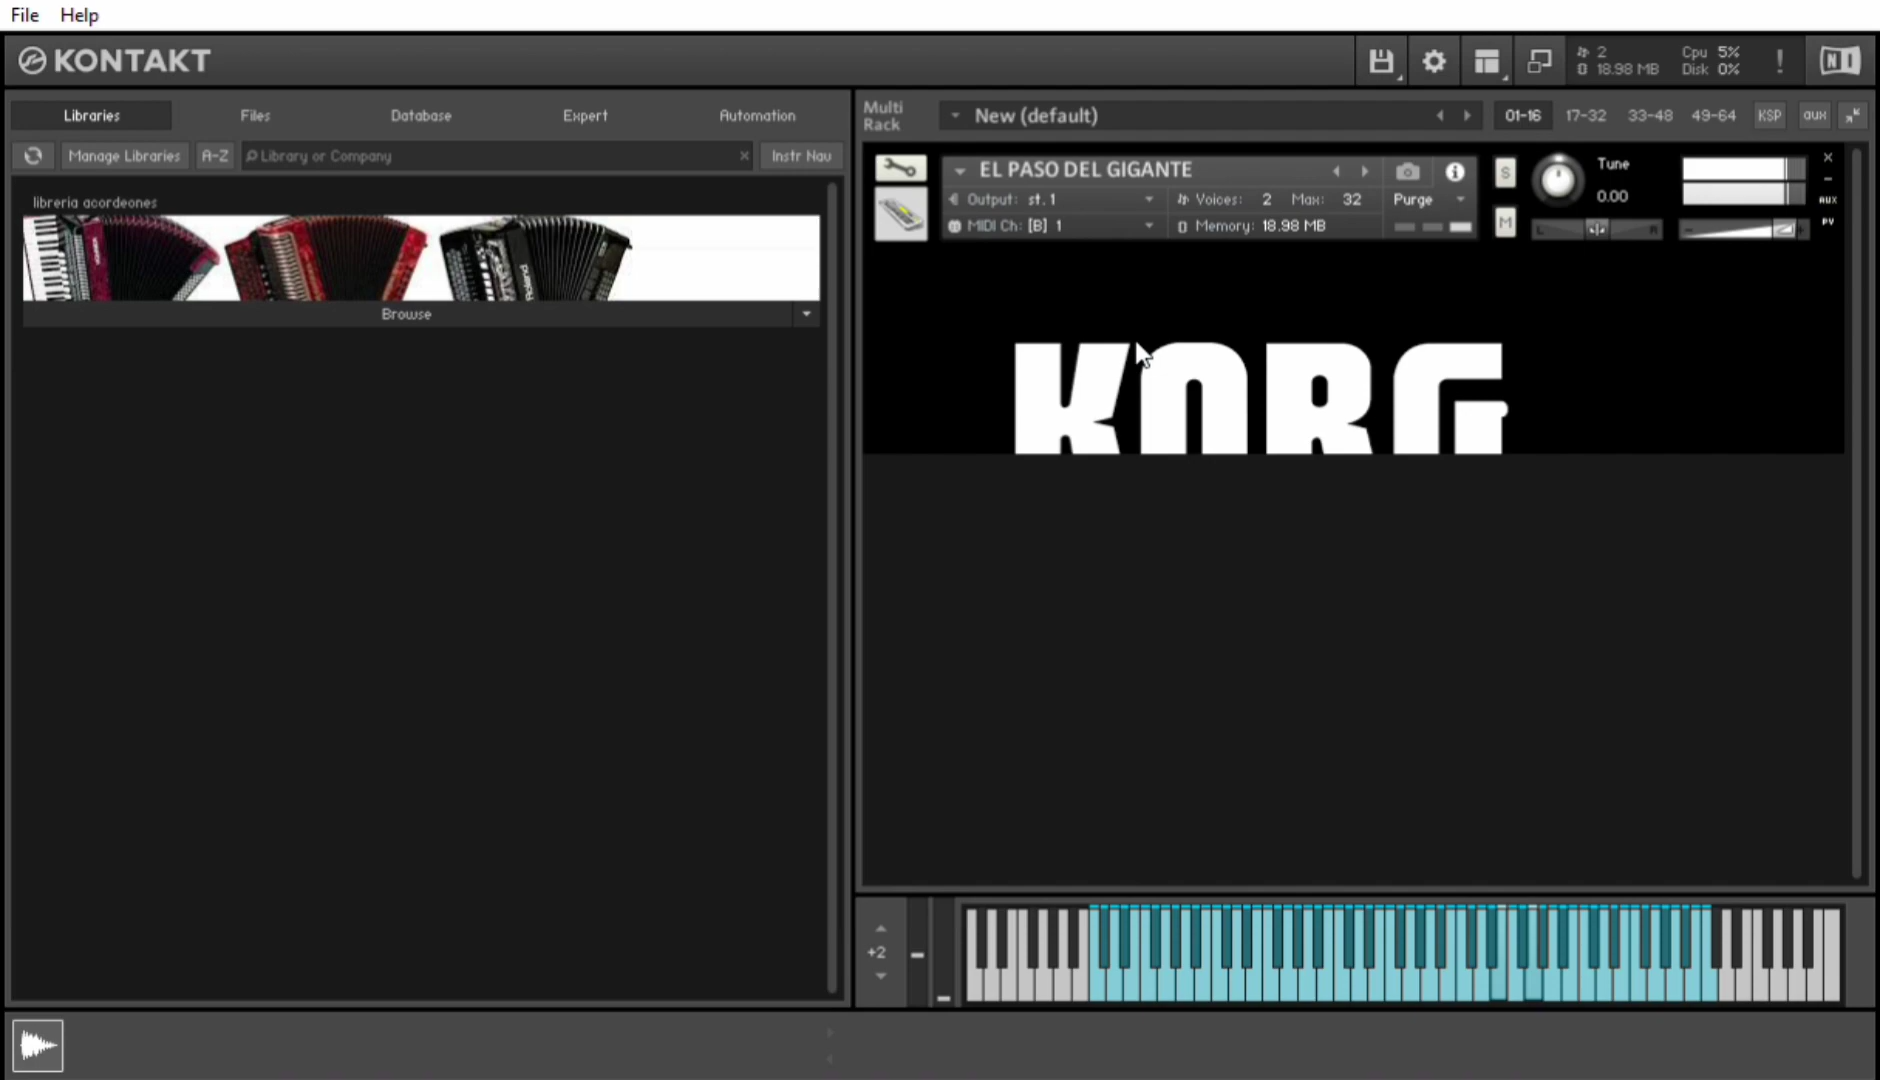 File Help
KONTAKT
2
18.98 MB
Cpu 5%
Disk 0%
!
NI
Libraries Files Database Expert Automation
Manage Libraries A-Z Library or Company × Instr Nav
libreria acordeones
Roland
Browse
Multi
Rack
New (default)
01-16 17-32 33-48 49-64 KSP aux
EL PASO DEL GIGANTE
Output: st.1
Voices: 2 Max: 32 Purge
MIDI Ch: [B] 1
Memory: 18.98 MB
S
M
Tune
0.00
L R
×
-
AUX
PV
KORG
+2